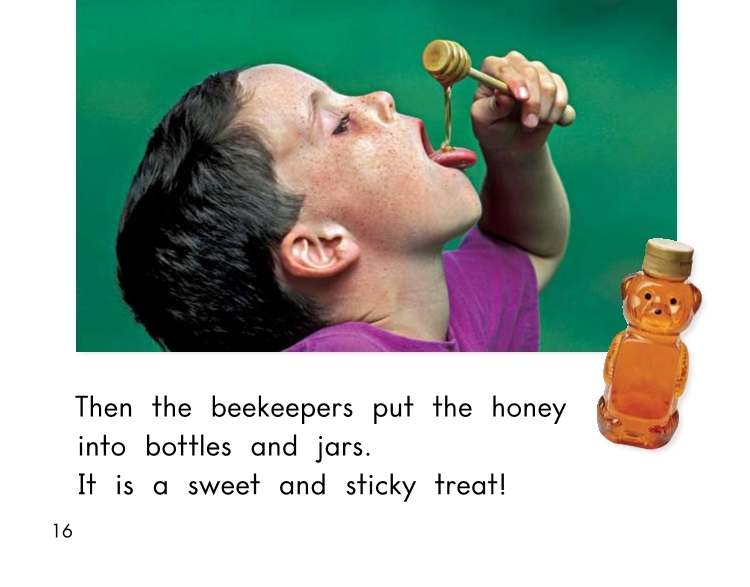 Then the beekeepers put the honey
into bottles and jars.
It is a sweet and sticky treat!
16